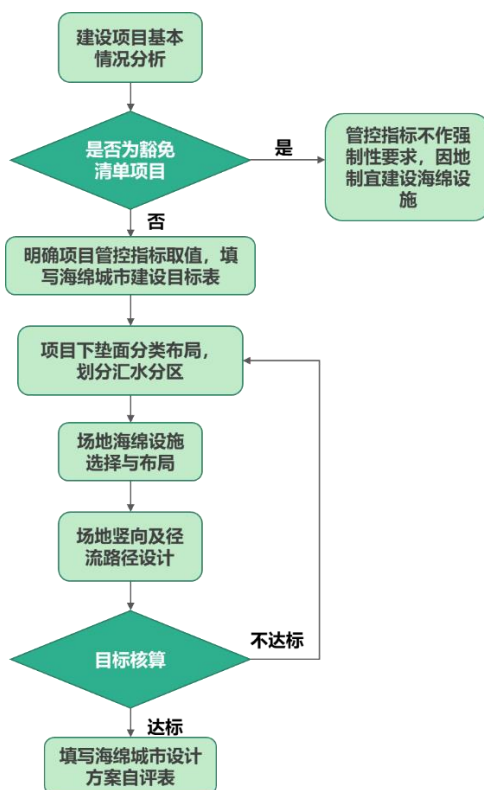 建设项目基本
情况分析
是否为豁免
清单项目
是
管控指标不作强
制性要求，因地
制宜建设海绵设
施
否
明确项目管控指标取值，填
写海绵城市建设目标表
项目下垫面分类布局，
划分汇水分区
场地海绵设施
选择与布局
场地竖向及径
流路径设计
目标核算
不达标
达标
填写海绵城市设计
方案自评表